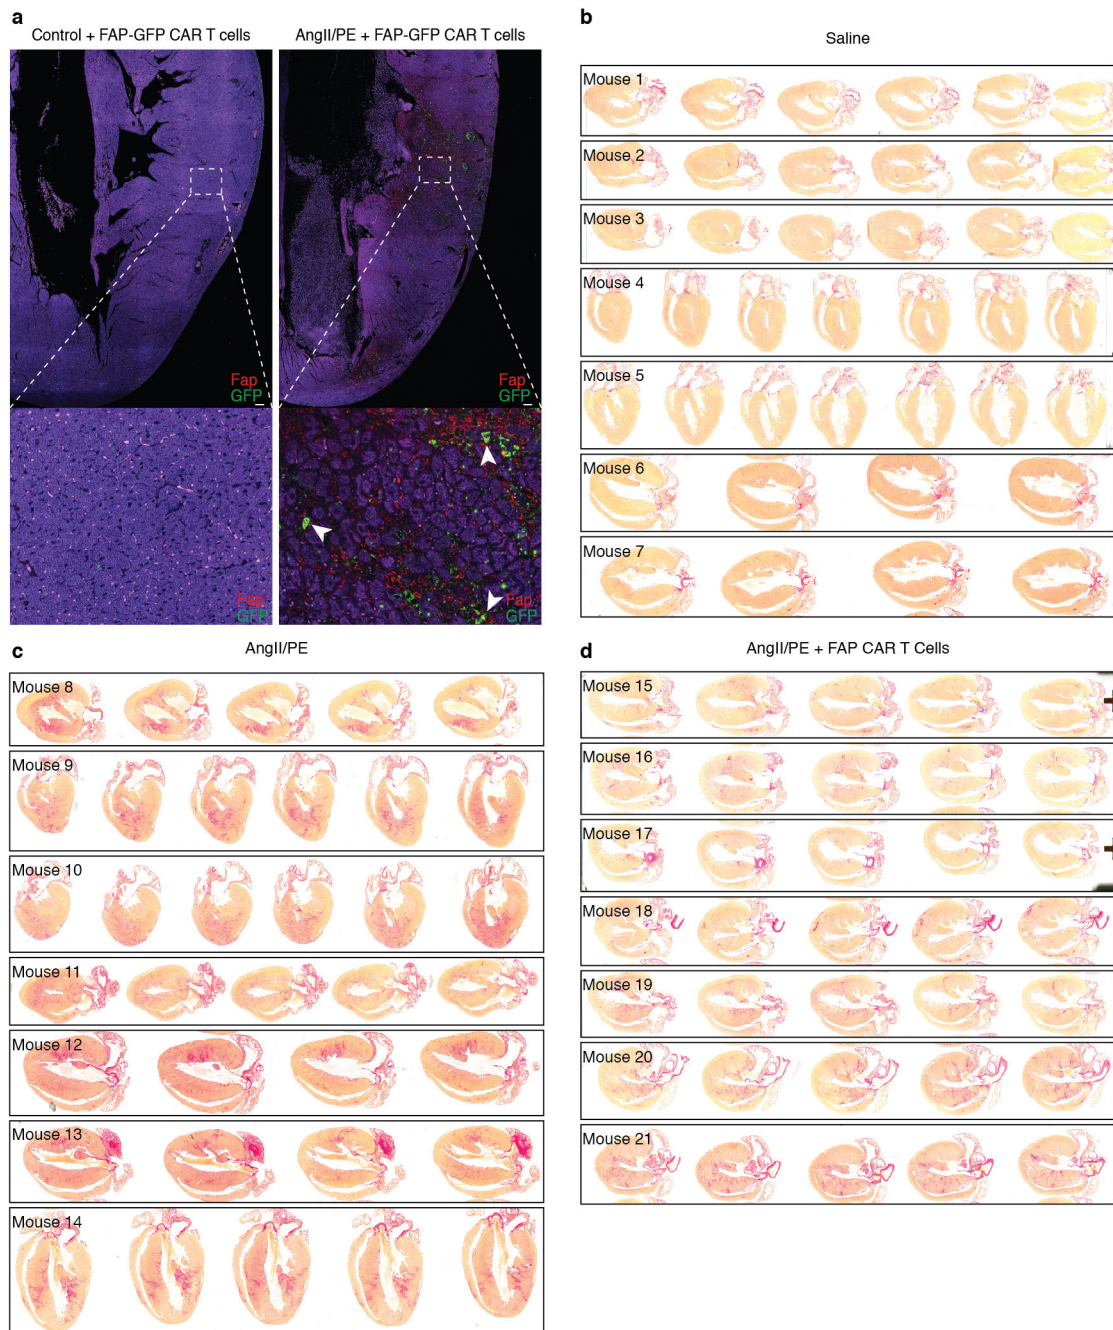 a
Control + FAP-GFP CAR T cells
AngII/PE + FAP-GFP CAR T cells
Fap
GFP
Fap
GFP
Fap
GFP
Fap
GFP
b
Saline
Mouse 1
Mouse 2
Mouse 3
Mouse 4
Mouse 5
Mouse 6
Mouse 7
c
AngII/PE
Mouse 8
Mouse 9
Mouse 10
Mouse 11
Mouse 12
Mouse 13
Mouse 14
d
AngII/PE + FAP CAR T Cells
Mouse 15
Mouse 16
Mouse 17
Mouse 18
Mouse 19
Mouse 20
Mouse 21